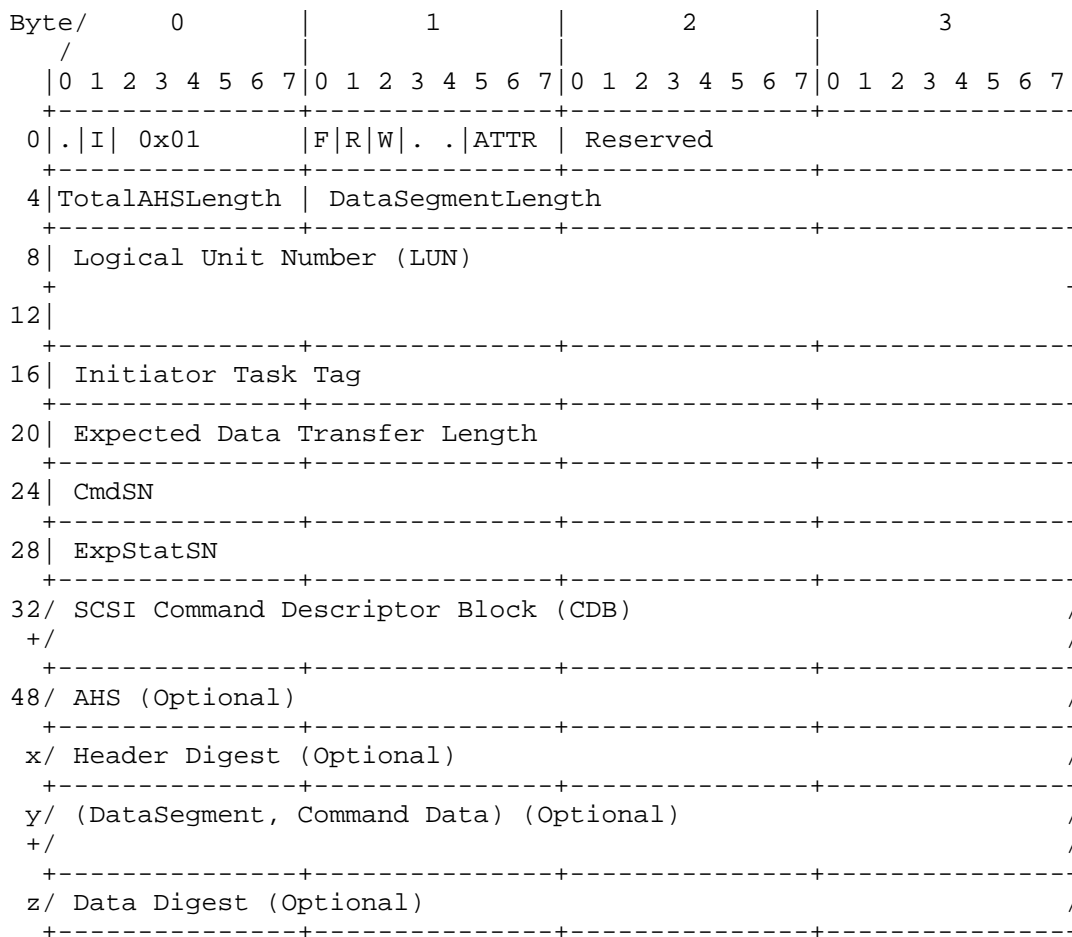 Byte/     0       |       1       |       2       |       3
   /              |               |               |
  |0 1 2 3 4 5 6 7|0 1 2 3 4 5 6 7|0 1 2 3 4 5 6 7|0 1 2 3 4 5 6 7
  +---------------+---------------+---------------+----------------
 0|.|I| 0x01      |F|R|W|. .|ATTR | Reserved
  +---------------+---------------+---------------+----------------
 4|TotalAHSLength | DataSegmentLength
  +---------------+---------------+---------------+----------------
 8| Logical Unit Number (LUN)
  +                                                               -
12|
  +---------------+---------------+---------------+----------------
16| Initiator Task Tag
  +---------------+---------------+---------------+----------------
20| Expected Data Transfer Length
  +---------------+---------------+---------------+----------------
24| CmdSN
  +---------------+---------------+---------------+----------------
28| ExpStatSN
  +---------------+---------------+---------------+----------------
32/ SCSI Command Descriptor Block (CDB)                           /
 +/                                                               /
  +---------------+---------------+---------------+----------------
48/ AHS (Optional)                                                /
  +---------------+---------------+---------------+----------------
 x/ Header Digest (Optional)                                      /
  +---------------+---------------+---------------+----------------
 y/ (DataSegment, Command Data) (Optional)                        /
 +/                                                               /
  +---------------+---------------+---------------+----------------
 z/ Data Digest (Optional)                                        /
  +---------------+---------------+---------------+----------------